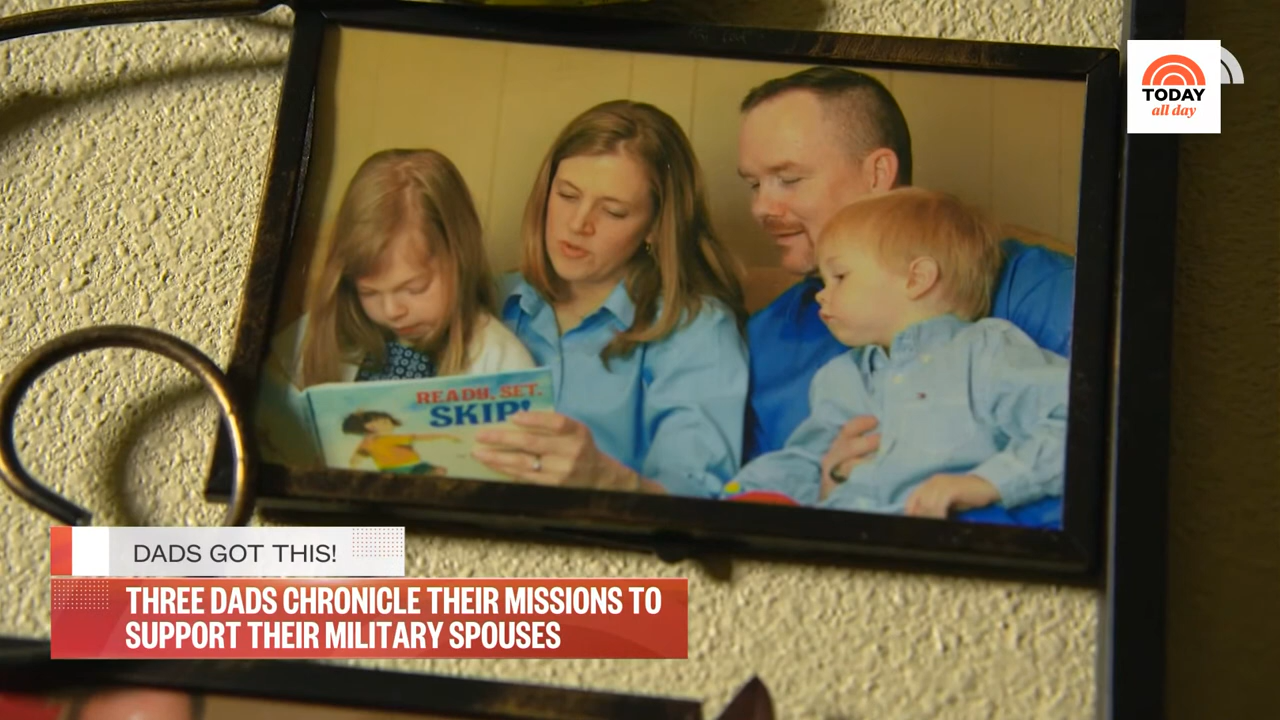 TODAY
all day
READY, SET,
SKIP!
DADS GOT THIS!
THREE DADS CHRONICLE THEIR MISSIONS TO
SUPPORT THEIR MILITARY SPOUSES